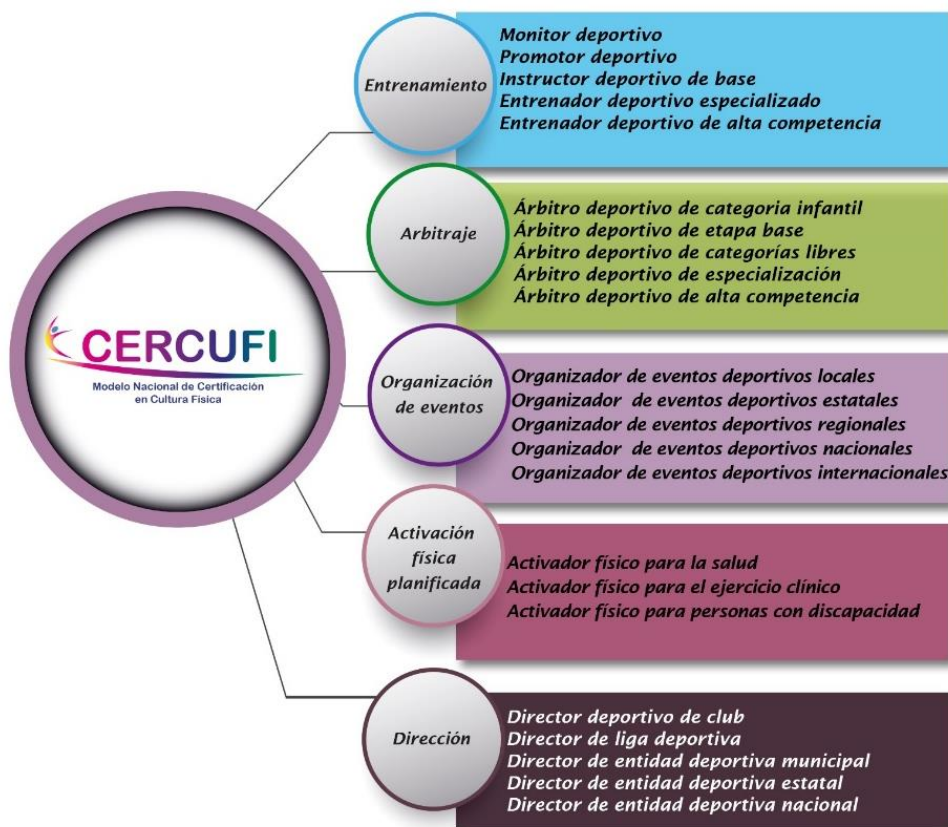 CERCUFI
Modelo Nacional de Certificación
en Cultura Física
Entrenamiento
Monitor deportivo
Promotor deportivo
Instructor deportivo de base
Entrenador deportivo especializado
Entrenador deportivo de alta competencia
Arbitraje
Árbitro deportivo de categoria infantil
Árbitro deportivo de etapa base
Árbitro deportivo de categorías libres
Árbitro deportivo de especialización
Árbitro deportivo de alta competencia
Organización
de eventos
Organizador de eventos deportivos locales
Organizador de eventos deportivos estatales
Organizador de eventos deportivos regionales
Organizador de eventos deportivos nacionales
Organizador de eventos deportivos internacionales
Activación
física
planificada
Activador físico para la salud
Activador físico para el ejercicio clínico
Activador físico para personas con discapacidad
Dirección
Director deportivo de club
Director de liga deportiva
Director de entidad deportiva municipal
Director de entidad deportiva estatal
Director de entidad deportiva nacional